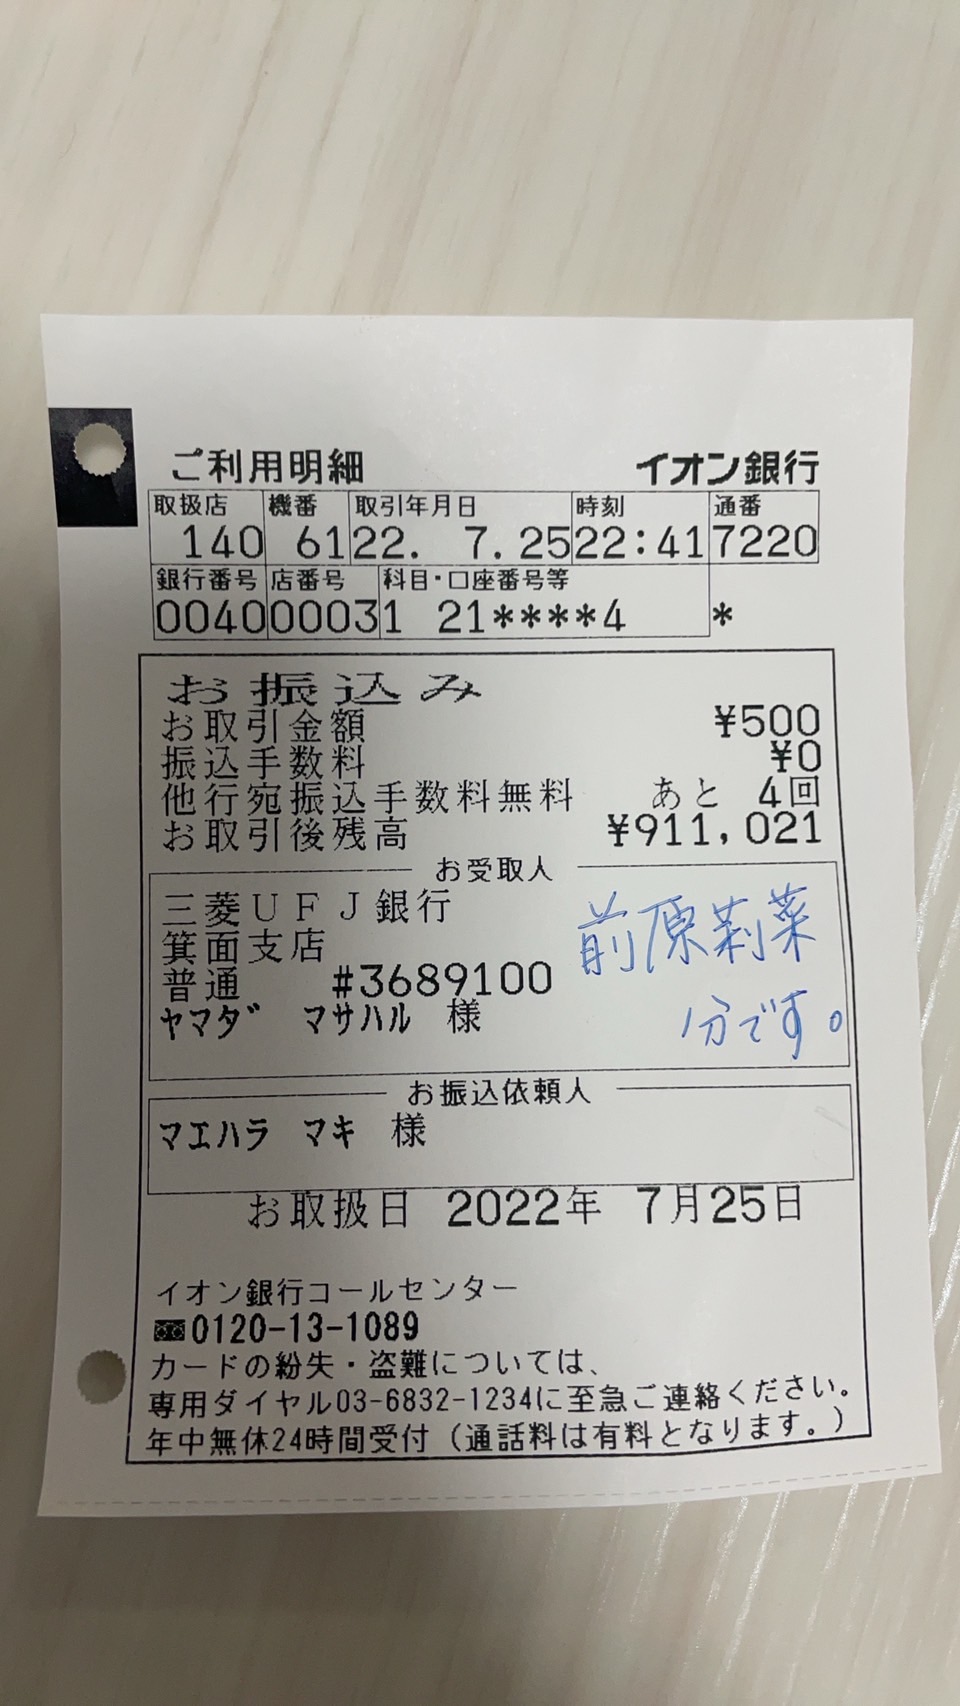 ご利用明細 イオン銀行
取扱店 機番 取引年月日 時刻 通番
140 61 22. 7.25 22:41 7220
銀行番号 店番号 科目・口座番号等
0040 0003 1 21****4 *
お振込み
お取引金額 ¥500
振込手数料 ¥0
他行宛振込手数料無料 あと 4回
お取引後残高 ¥911,021
お受取人
三菱UFJ銀行
箕面支店
普通 #3689100
ヤマダ マサハル 様
前原莉菜
分です。
お振込依頼人
マエハラ マキ 様
お取扱日 2022年 7月25日
イオン銀行コールセンター
0120-13-1089
カードの紛失・盗難については、
専用ダイヤル03-6832-1234に至急ご連絡ください。
年中無休24時間受付(通話料は有料となります。)